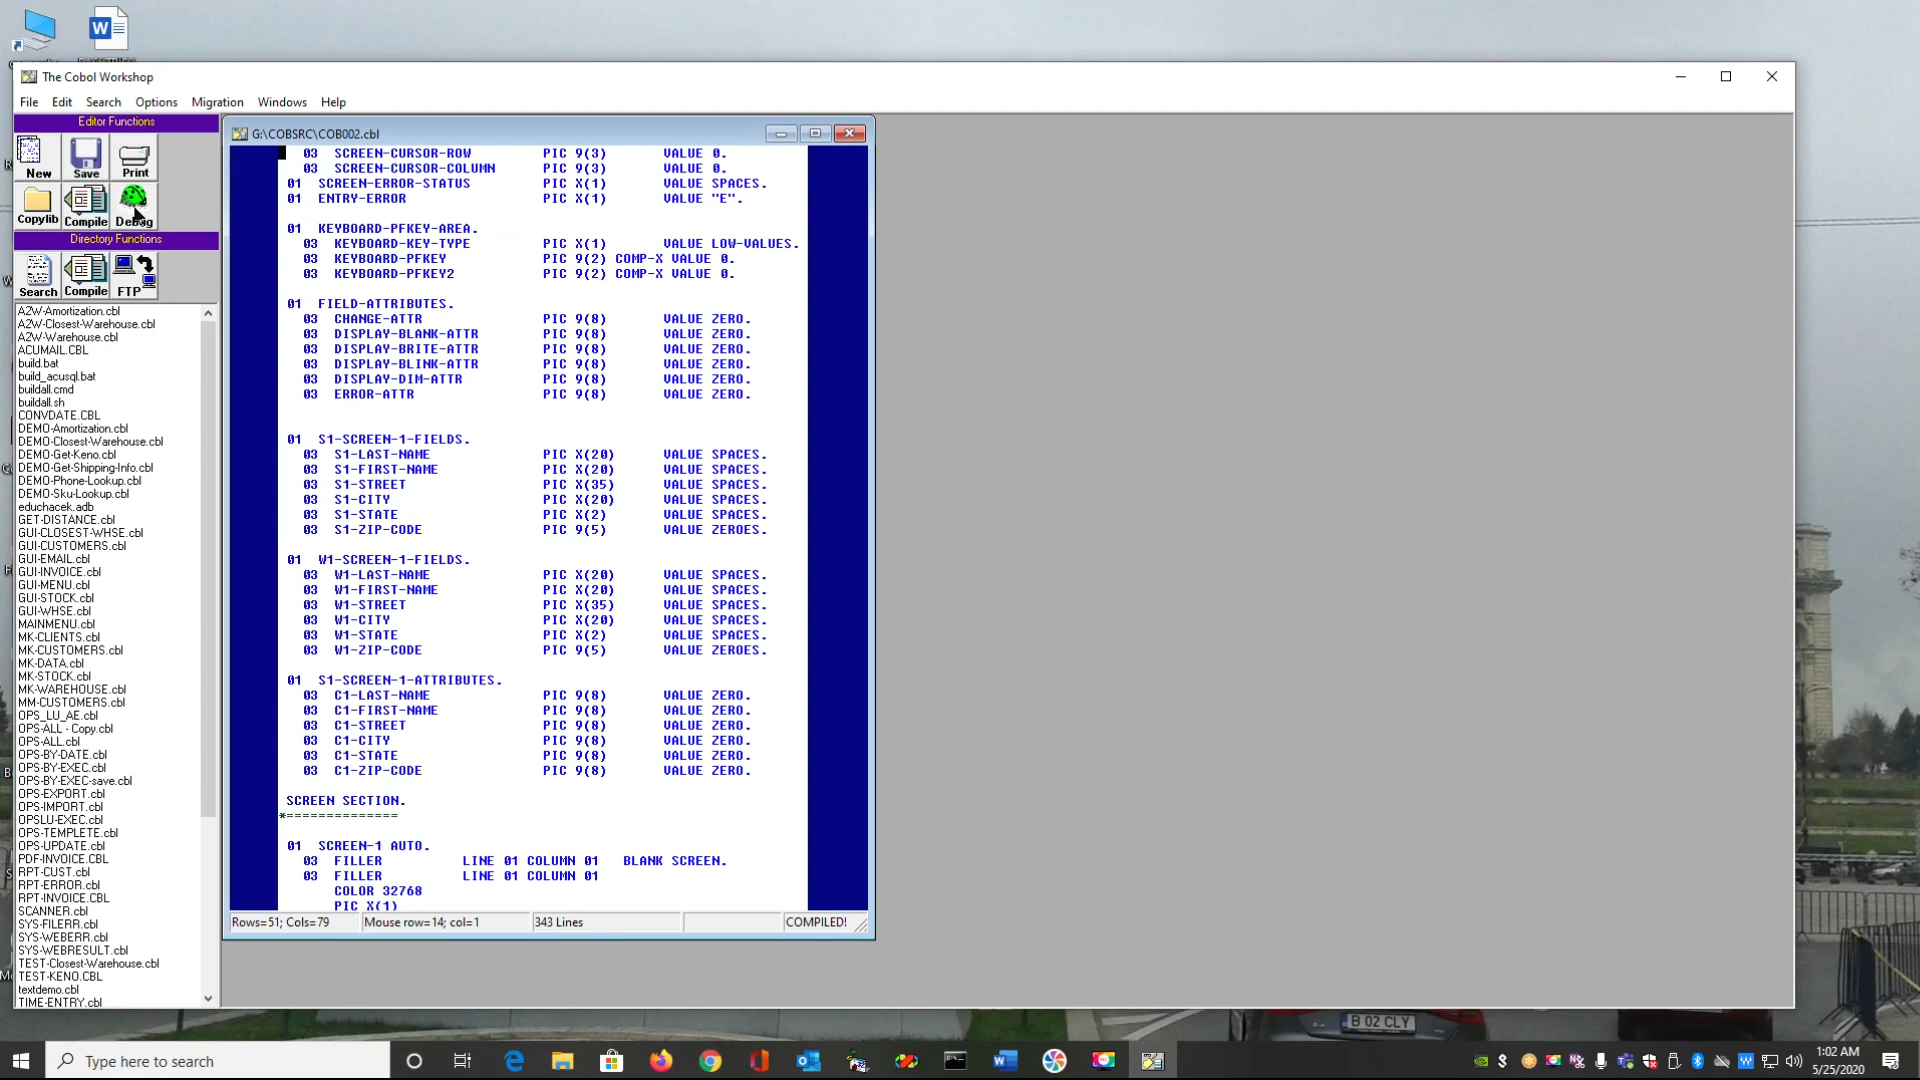 The Cobol Workshop
File Edit Search Options Migration Windows Help
Editor Functions
New Save Print
Copylib Compile Debug
Directory Functions
Search Compile FTP
A2W-Amortization.cbl
A2W-Closest-Warehouse.cbl
A2W-Warehouse.cbl
ACUMAIL.CBL
build.bat
build_acusql.bat
buildall.cmd
buildall.sh
CONVDATE.CBL
DEMO-Amortization.cbl
DEMO-Closest-Warehouse.cbl
DEMO-Get-Keno.cbl
DEMO-Get-Shipping-Info.cbl
DEMO-Phone-Lookup.cbl
DEMO-Sku-Lookup.cbl
educhacek.adb
GET-DISTANCE.cbl
GUI-CLOSEST-WHSE.cbl
GUI-CUSTOMERS.cbl
GUI-EMAIL.cbl
GUI-INVOICE.cbl
GUI-MENU.cbl
GUI-STOCK.cbl
GUI-WHSE.cbl
MAINMENU.cbl
MK-CLIENTS.cbl
MK-CUSTOMERS.cbl
MK-DATA.cbl
MK-STOCK.cbl
MK-WAREHOUSE.cbl
MM-CUSTOMERS.cbl
OPS_LU_AE.cbl
OPS-ALL - Copy.cbl
OPS-ALL.cbl
OPS-BY-DATE.cbl
OPS-BY-EXEC.cbl
OPS-BY-EXEC-save.cbl
OPS-EXPORT.cbl
OPS-IMPORT.cbl
OPSLU-EXEC.cbl
OPS-TEMPLETE.cbl
OPS-UPDATE.cbl
PDF-INVOICE.CBL
RPT-CUST.cbl
RPT-ERROR.cbl
RPT-INVOICE.CBL
SCANNER.cbl
SYS-FILERR.cbl
SYS-WEBERR.cbl
SYS-WEBRESULT.cbl
TEST-Closest-Warehouse.cbl
TEST-KENO.CBL
textdemo.cbl
TIME-ENTRY.cbl
G:\COBSRC\COB002.cbl
03 SCREEN-CURSOR-ROW PIC 9(3) VALUE 0.
03 SCREEN-CURSOR-COLUMN PIC 9(3) VALUE 0.
01 SCREEN-ERROR-STATUS PIC X(1) VALUE SPACES.
01 ENTRY-ERROR PIC X(1) VALUE "E".
01 KEYBOARD-PFKEY-AREA.
03 KEYBOARD-KEY-TYPE PIC X(1) VALUE LOW-VALUES.
03 KEYBOARD-PFKEY PIC 9(2) COMP-X VALUE 0.
03 KEYBOARD-PFKEY2 PIC 9(2) COMP-X VALUE 0.
01 FIELD-ATTRIBUTES.
03 CHANGE-ATTR PIC 9(8) VALUE ZERO.
03 DISPLAY-BLANK-ATTR PIC 9(8) VALUE ZERO.
03 DISPLAY-BRITE-ATTR PIC 9(8) VALUE ZERO.
03 DISPLAY-BLINK-ATTR PIC 9(8) VALUE ZERO.
03 DISPLAY-DIM-ATTR PIC 9(8) VALUE ZERO.
03 ERROR-ATTR PIC 9(8) VALUE ZERO.
01 S1-SCREEN-1-FIELDS.
03 S1-LAST-NAME PIC X(20) VALUE SPACES.
03 S1-FIRST-NAME PIC X(20) VALUE SPACES.
03 S1-STREET PIC X(35) VALUE SPACES.
03 S1-CITY PIC X(20) VALUE SPACES.
03 S1-STATE PIC X(2) VALUE SPACES.
03 S1-ZIP-CODE PIC 9(5) VALUE ZEROES.
01 W1-SCREEN-1-FIELDS.
03 W1-LAST-NAME PIC X(20) VALUE SPACES.
03 W1-FIRST-NAME PIC X(20) VALUE SPACES.
03 W1-STREET PIC X(35) VALUE SPACES.
03 W1-CITY PIC X(20) VALUE SPACES.
03 W1-STATE PIC X(2) VALUE SPACES.
03 W1-ZIP-CODE PIC 9(5) VALUE ZEROES.
01 S1-SCREEN-1-ATTRIBUTES.
03 C1-LAST-NAME PIC 9(8) VALUE ZERO.
03 C1-FIRST-NAME PIC 9(8) VALUE ZERO.
03 C1-STREET PIC 9(8) VALUE ZERO.
03 C1-CITY PIC 9(8) VALUE ZERO.
03 C1-STATE PIC 9(8) VALUE ZERO.
03 C1-ZIP-CODE PIC 9(8) VALUE ZERO.
SCREEN SECTION.
*==============
01 SCREEN-1 AUTO.
03 FILLER LINE 01 COLUMN 01 BLANK SCREEN.
03 FILLER LINE 01 COLUMN 01
COLOR 32768
PIC X(1)
Rows=51; Cols=79 Mouse row=14; col=1 343 Lines COMPILED!
B 02 CLY
Type here to search
1:02 AM
5/25/2020